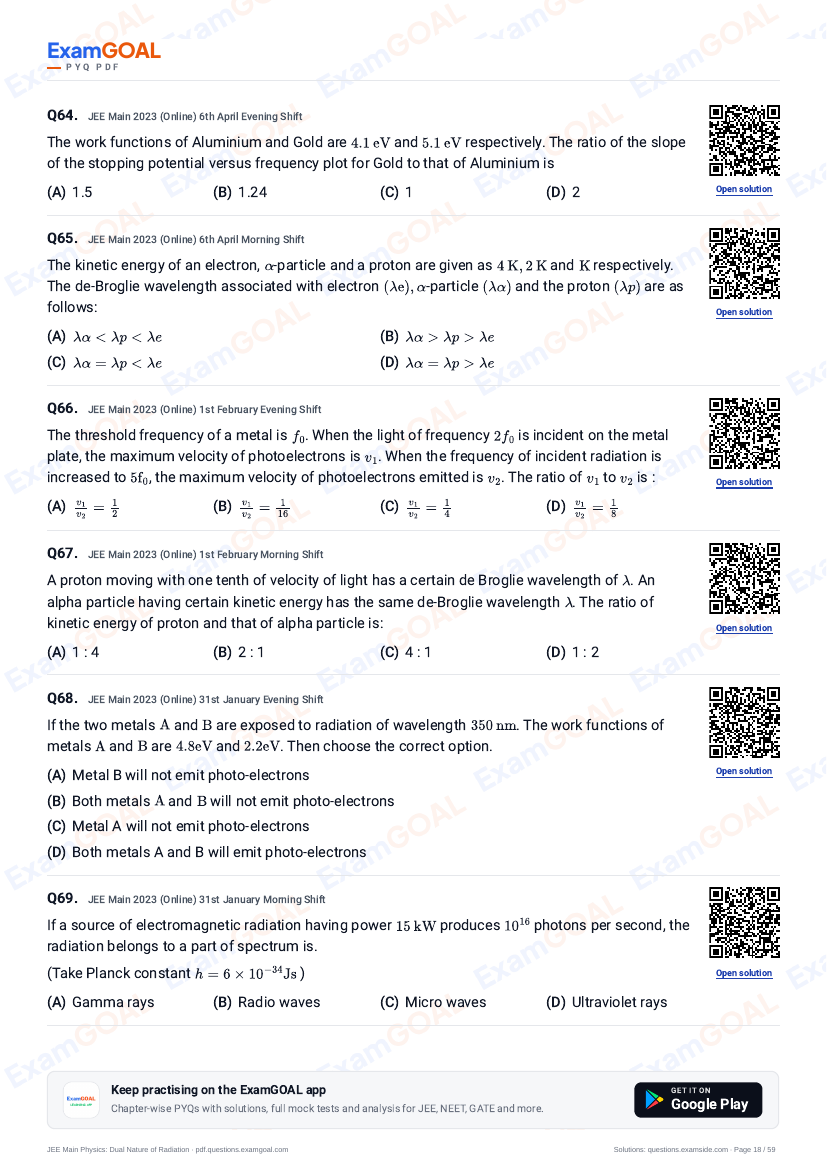 ExamGOAL
PYQ PDF
Q64. JEE Main 2023 (Online) 6th April Evening Shift
The work functions of Aluminium and Gold are 4.1 eV and 5.1 eV respectively. The ratio of the slope
of the stopping potential versus frequency plot for Gold to that of Aluminium is
(A) 1.5 (B) 1.24 (C) 1 (D) 2
Open solution
Q65. JEE Main 2023 (Online) 6th April Morning Shift
The kinetic energy of an electron, α-particle and a proton are given as 4 K, 2 K and K respectively.
The de-Broglie wavelength associated with electron (λe), α-particle (λα) and the proton (λp) are as
follows:
(A) λα < λp < λe (B) λα > λp > λe
(C) λα = λp < λe (D) λα = λp > λe
Open solution
Q66. JEE Main 2023 (Online) 1st February Evening Shift
The threshold frequency of a metal is f₀. When the light of frequency 2f₀ is incident on the metal
plate, the maximum velocity of photoelectrons is v₁. When the frequency of incident radiation is
increased to 5f₀, the maximum velocity of photoelectrons emitted is v₂. The ratio of v₁ to v₂ is :
(A) v₁/v₂ = 1/2 (B) v₁/v₂ = 1/16 (C) v₁/v₂ = 1/4 (D) v₁/v₂ = 1/8
Open solution
Q67. JEE Main 2023 (Online) 1st February Morning Shift
A proton moving with one tenth of velocity of light has a certain de Broglie wavelength of λ. An
alpha particle having certain kinetic energy has the same de-Broglie wavelength λ. The ratio of
kinetic energy of proton and that of alpha particle is:
(A) 1 : 4 (B) 2 : 1 (C) 4 : 1 (D) 1 : 2
Open solution
Q68. JEE Main 2023 (Online) 31st January Evening Shift
If the two metals A and B are exposed to radiation of wavelength 350 nm. The work functions of
metals A and B are 4.8eV and 2.2eV. Then choose the correct option.
(A) Metal B will not emit photo-electrons
(B) Both metals A and B will not emit photo-electrons
(C) Metal A will not emit photo-electrons
(D) Both metals A and B will emit photo-electrons
Open solution
Q69. JEE Main 2023 (Online) 31st January Morning Shift
If a source of electromagnetic radiation having power 15 kW produces 10¹⁶ photons per second, the
radiation belongs to a part of spectrum is.
(Take Planck constant h = 6 × 10⁻³⁴Js )
(A) Gamma rays (B) Radio waves (C) Micro waves (D) Ultraviolet rays
Open solution
ExamGOAL
Keep practising on the ExamGOAL app
Chapter-wise PYQs with solutions, full mock tests and analysis for JEE, NEET, GATE and more.
GET IT ON
Google Play
JEE Main Physics: Dual Nature of Radiation · pdf.questions.examgoal.com
Solutions: questions.examside.com · Page 18 / 59